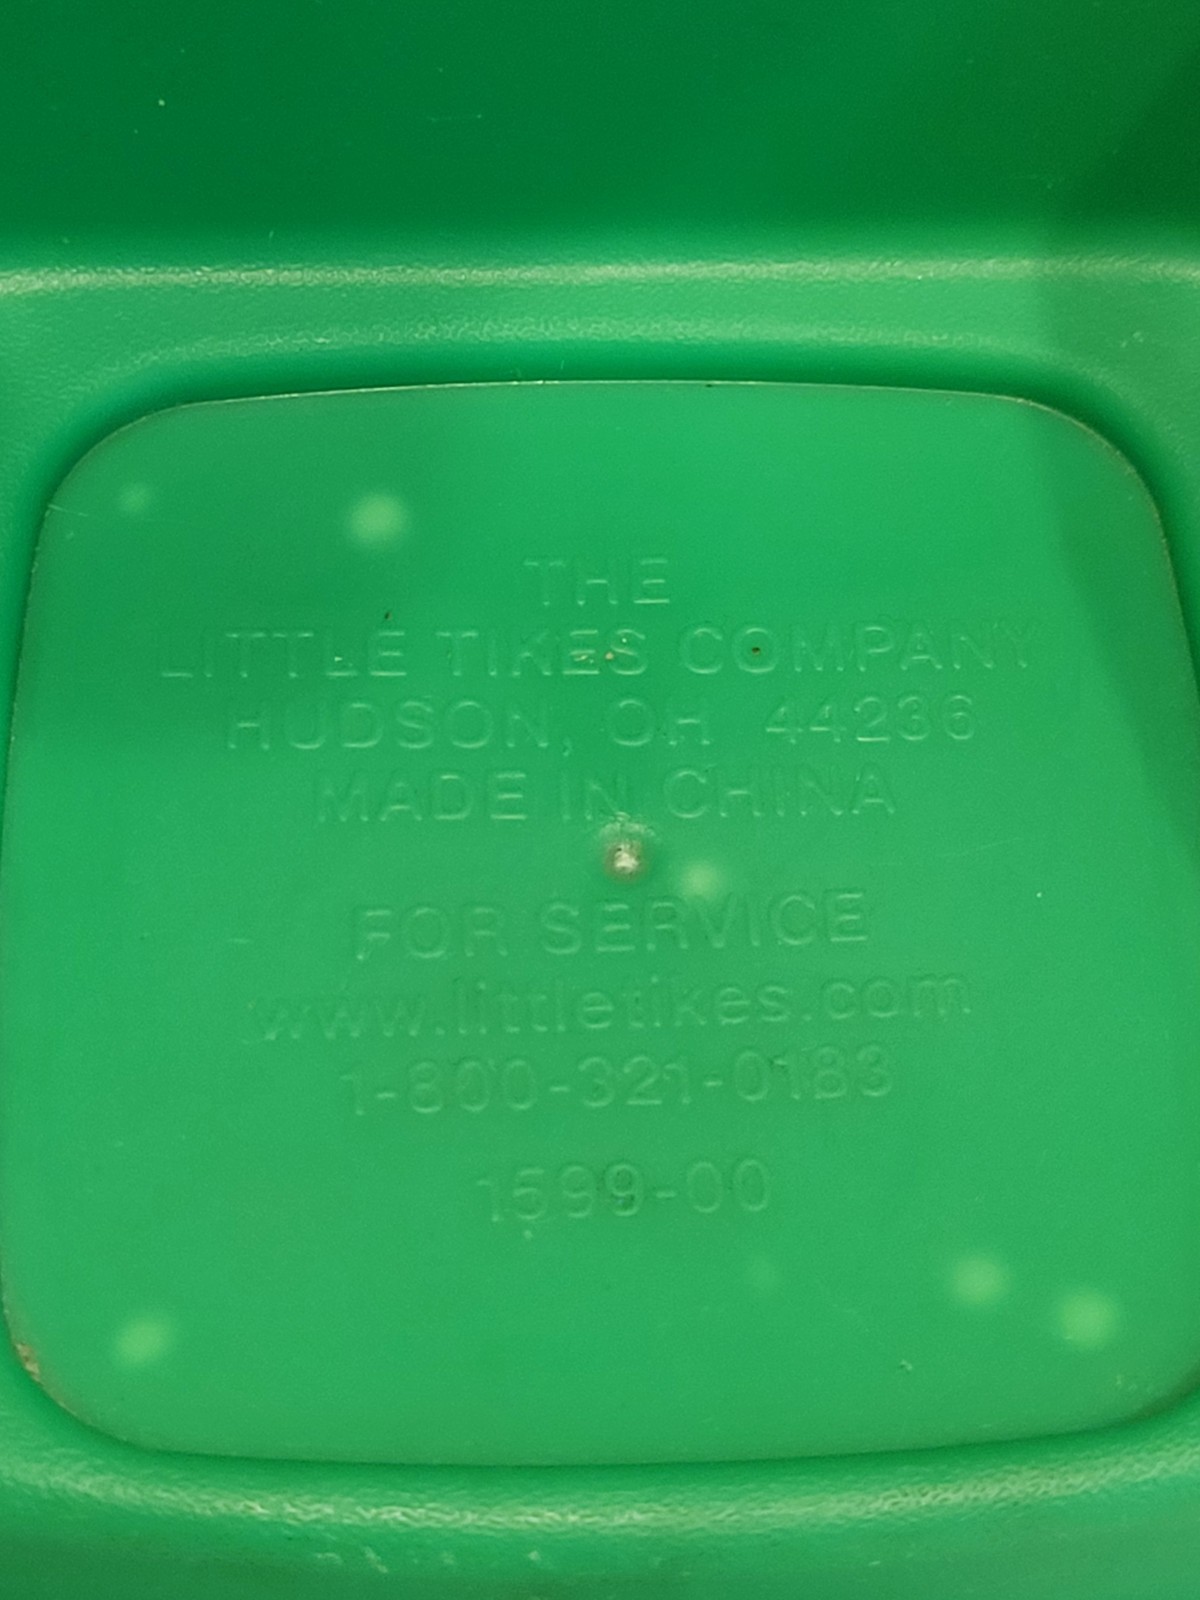 THE
LITTLE TIKES COMPANY
HUDSON, OH 44236
MADE IN CHINA
FOR SERVICE
www.littletikes.com
1-800-321-0183
1599-00